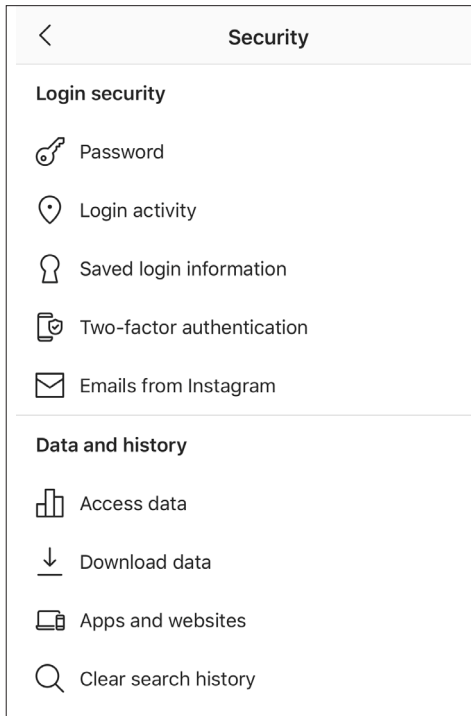 Security
Login security
Password
Login activity
Saved login information
Two-factor authentication
Emails from Instagram
Data and history
Access data
Download data
Apps and websites
Clear search history